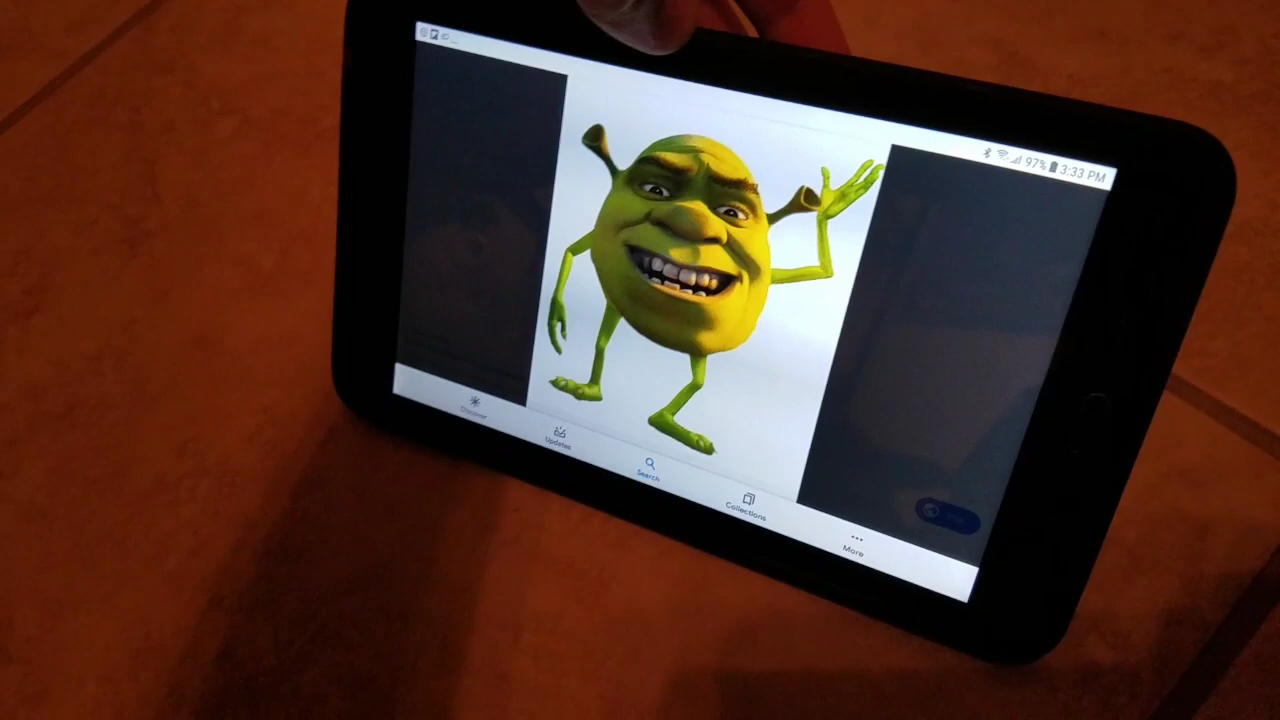 97% 3:33 PM
Discover
Updates
Search
Collections
More